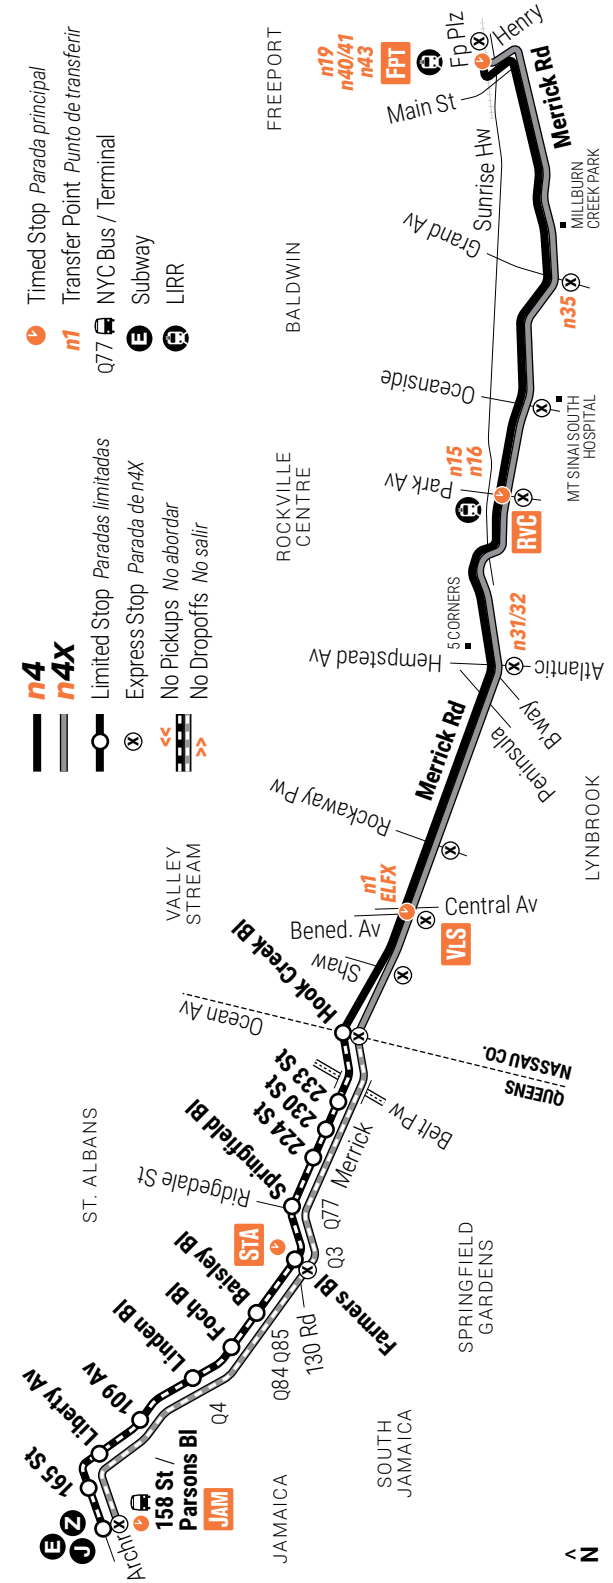 n4
n4X
Limited Stop Paradas limitadas
Express Stop Parada de n4X
X
<< No Pickups No abordar
>> No Dropoffs No salir
Timed Stop Parada principal
n1 Transfer Point Punto de transferir
Q77 NYC Bus / Terminal
E Subway
LIRR
ST. ALBANS
VALLEY
STREAM
ROCKVILLE
CENTRE
BALDWIN
FREEPORT
E
J Z
Archr
X
158 St /
Parsons Bl
JAM
165 St
Liberty Av
109 Av
Linden Bl
Foch Bl
Baisley Bl
STA
Farmers Bl
X
130 Rd
Q4
Q84 Q85
Q3
Q77
Ridgedale St
Springfield Bl
224 St
230 St
233 St
Merrick
Belt Pw
Hook Creek Bl
X
Ocean Av
QUEENS
NASSAU CO.
Shaw
X
Bened. Av
n1
ELFX
Central Av
X
VLS
Rockaway Pw
X
Merrick Rd
Peninsula
B'way
Hempstead Av
5 CORNERS
Atlantic
X
n31/32
Park Av
n15
n16
X
RVC
Oceanside
X
MT SINAI SOUTH
HOSPITAL
Sunrise Hw
Grand Av
X
n35
MILLBURN
CREEK PARK
Main St
Merrick Rd
n19
n40/41
n43
FPT
Fp Plz
X
Henry
JAMAICA
SOUTH
JAMAICA
SPRINGFIELD
GARDENS
LYNBROOK
N